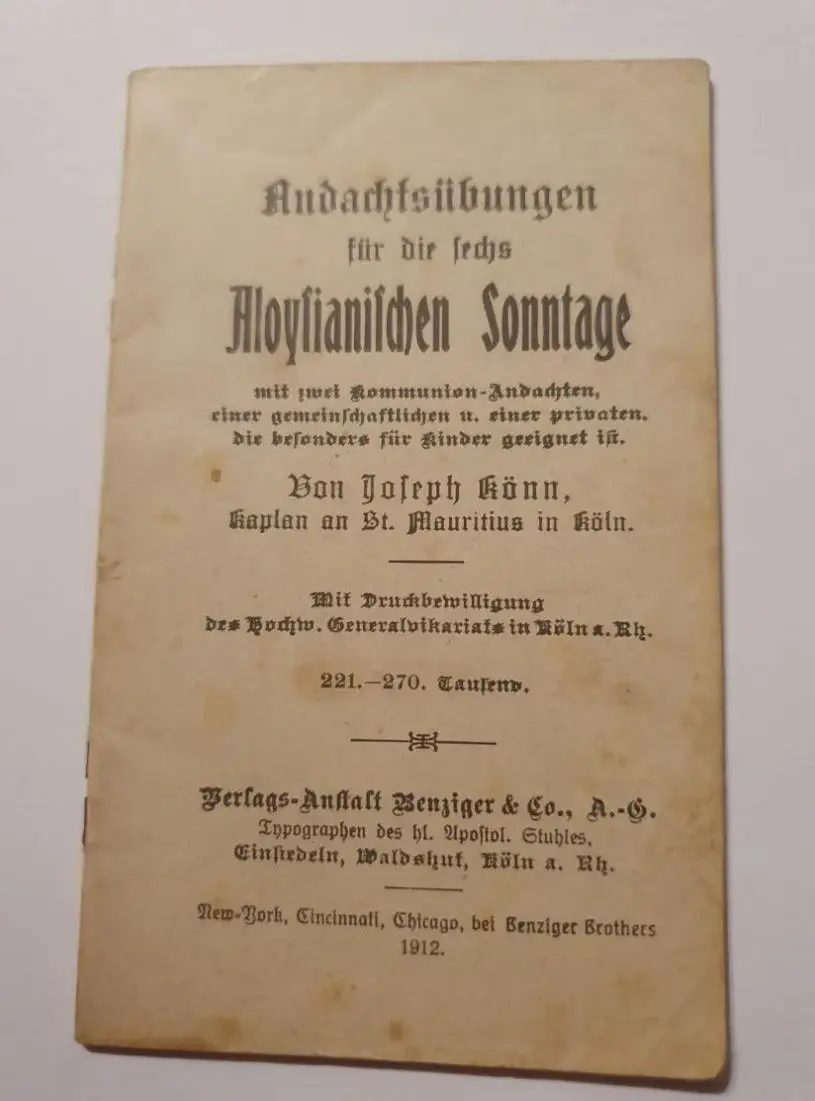 Andachtsübungen
für die sechs
Aloysianischen Sonntage
mit zwei Kommunion-Andachten,
einer gemeinschaftlichen u. einer privaten.
die besonders für Kinder geeignet ist.
Von Joseph Könn,
Kaplan an St. Mauritius in Köln.
Mit Druckbewilligung
des Hochw. Generalvikariats in Köln a. Rh.
221.—270. Tausend.
Verlags-Anstalt Benziger & Co., A.-G.
Typographen des hl. Apostol. Stuhles,
Einsiedeln, Waldshut, Köln a. Rh.
New-York, Cincinnati, Chicago, bei Benziger Brothers
1912.